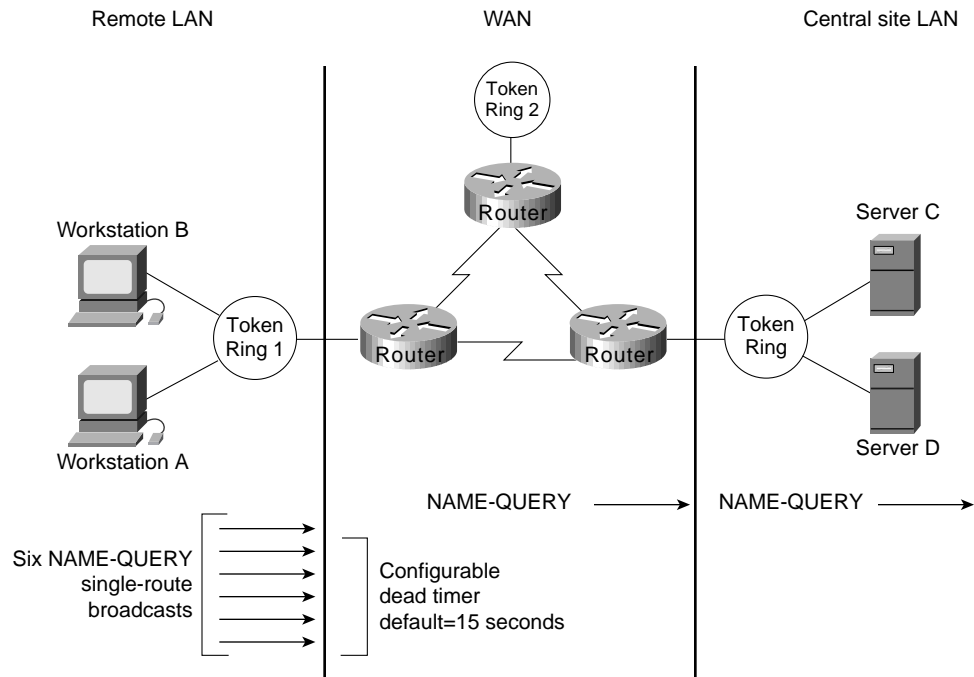 Remote LAN
WAN
Central site LAN
Token
Ring 2
Router
Workstation B
Server C
Token
Ring 1
Router
Router
Token
Ring
Workstation A
Server D
NAME-QUERY
NAME-QUERY
Six NAME-QUERY
single-route
broadcasts
Configurable
dead timer
default=15 seconds